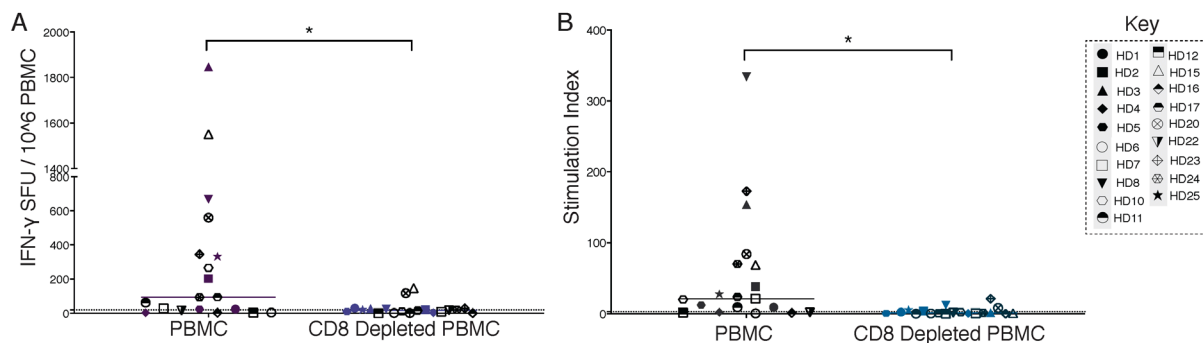 A
IFN-γ SFU / 10^6 PBMC
2000
1800
1600
1400
800
600
400
200
0
*
PBMC
CD8 Depleted PBMC
B
Stimulation Index
400
300
200
100
0
*
PBMC
CD8 Depleted PBMC
Key
HD1
HD2
HD3
HD4
HD5
HD6
HD7
HD8
HD10
HD11
HD12
HD15
HD16
HD17
HD20
HD22
HD23
HD24
HD25